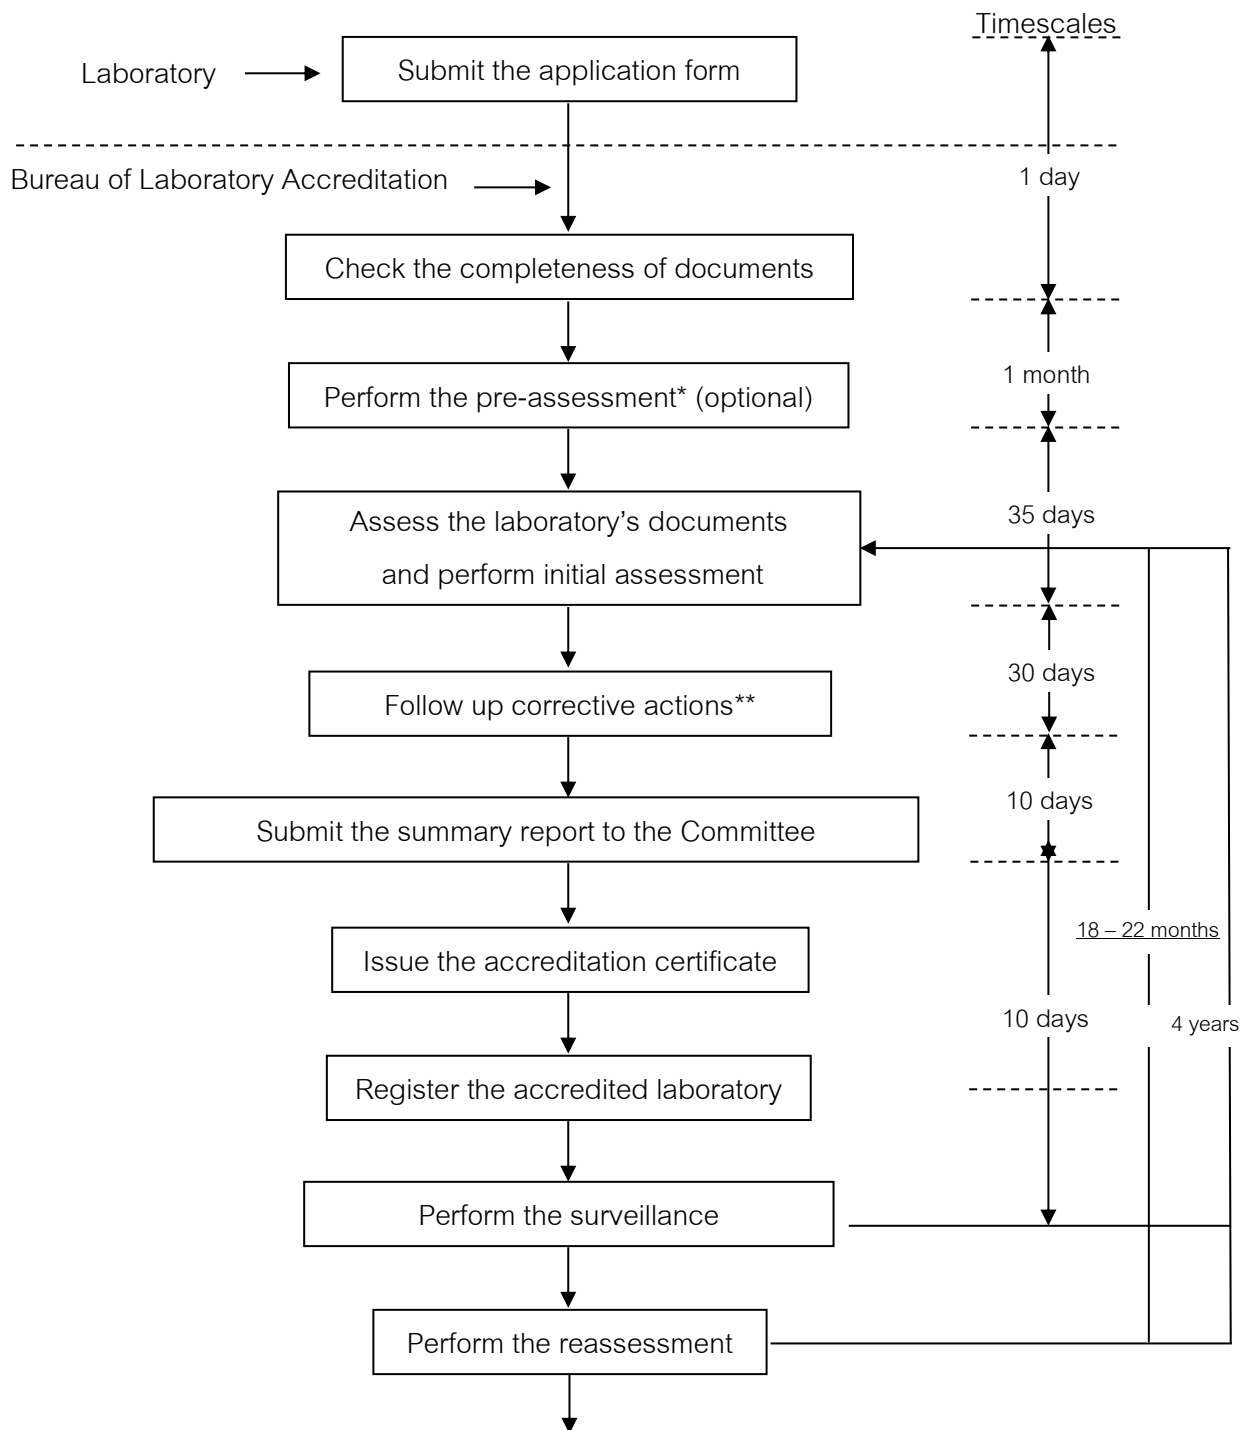 Timescales
Laboratory
Submit the application form
Bureau of Laboratory Accreditation
1 day
Check the completeness of documents
Perform the pre-assessment* (optional)
1 month
Assess the laboratory's documents
and perform initial assessment
35 days
Follow up corrective actions**
30 days
Submit the summary report to the Committee
10 days
Issue the accreditation certificate
18 – 22 months
10 days
4 years
Register the accredited laboratory
Perform the surveillance
Perform the reassessment